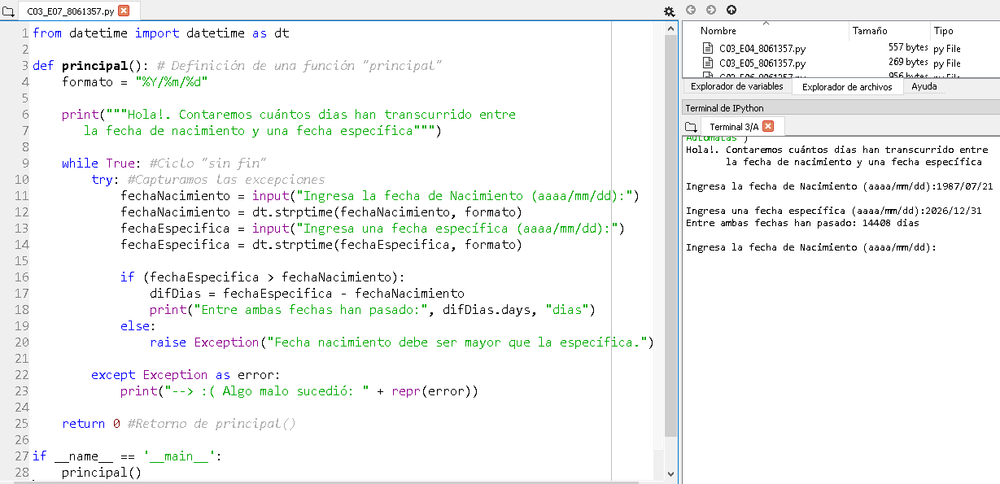 C03_E07_8061357.py
1 from datetime import datetime as dt
2
3 def principal(): # Definición de una función "principal"
4     formato = "%Y/%m/%d"
5
6     print("""Hola!. Contaremos cuántos dias han transcurrido entre
7        la fecha de nacimiento y una fecha específica""")
8
9     while True: #Ciclo "sin fin"
10         try: #Capturamos las excepciones
11             fechaNacimiento = input("Ingresa la fecha de Nacimiento (aaaa/mm/dd):")
12             fechaNacimiento = dt.strptime(fechaNacimiento, formato)
13             fechaEspecifica = input("Ingresa una fecha específica (aaaa/mm/dd):")
14             fechaEspecifica = dt.strptime(fechaEspecifica, formato)
15
16             if (fechaEspecifica > fechaNacimiento):
17                 difDias = fechaEspecifica - fechaNacimiento
18                 print("Entre ambas fechas han pasado:", difDias.days, "dias")
19             else:
20                 raise Exception("Fecha nacimiento debe ser mayor que la específica.")
21
22         except Exception as error:
23             print("--> :( Algo malo sucedió: " + repr(error))
24
25     return 0 #Retorno de principal()
26
27 if __name__ == '__main__':
28     principal()
Nombre Tamaño Tipo
C03_E04_8061357.py 557 bytes py File
C03_E05_8061357.py 269 bytes py File
C03_E06_8061357.py 956 bytes py File
Explorador de variables Explorador de archivos Ayuda
Terminal de IPython
Terminal 3/A
Automatas')
Hola!. Contaremos cuántos dias han transcurrido entre
       la fecha de nacimiento y una fecha específica
Ingresa la fecha de Nacimiento (aaaa/mm/dd):1987/07/21
Ingresa una fecha específica (aaaa/mm/dd):2026/12/31
Entre ambas fechas han pasado: 14408 dias
Ingresa la fecha de Nacimiento (aaaa/mm/dd):